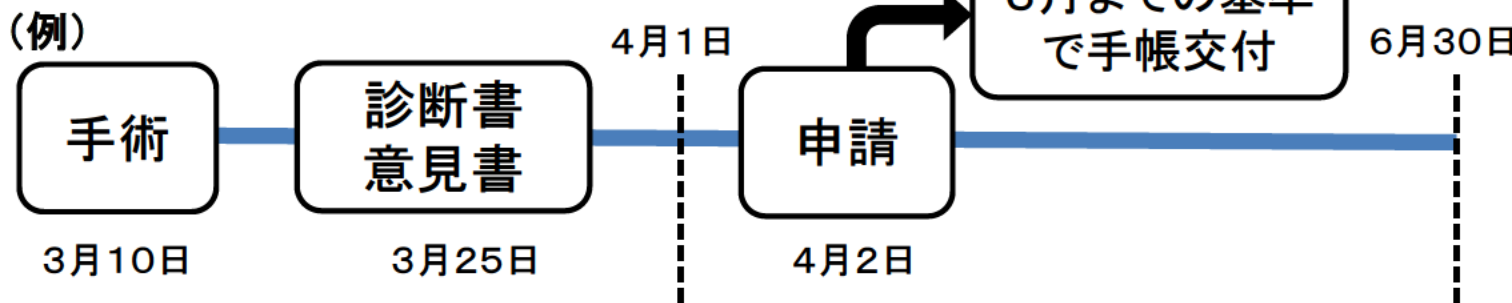 （例）
4月1日
で手帳交付
6月30日
手術
診断書
意見書
申請
3月10日
3月25日
4月2日